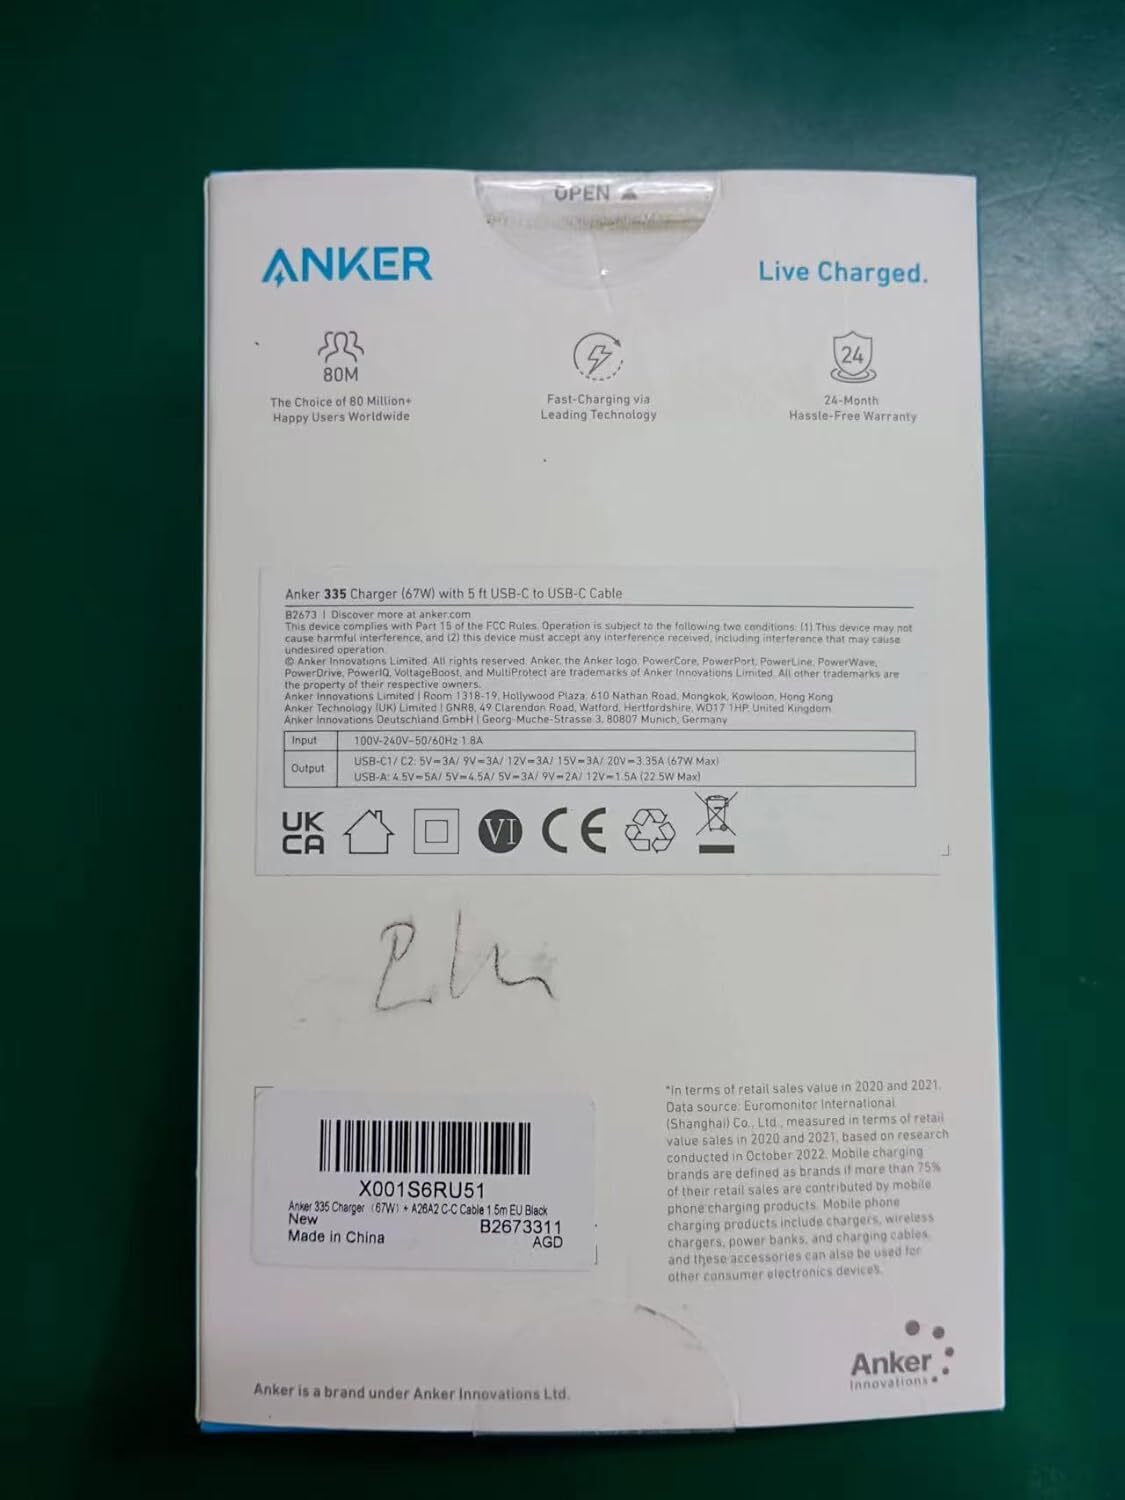 OPEN
ANKER
Live Charged.
80M
The Choice of 80 Million+
Happy Users Worldwide
Fast-Charging via
Leading Technology
24
24-Month
Hassle-Free Warranty
Anker 335 Charger (67W) with 5 ft USB-C to USB-C Cable
B2673 | Discover more at anker.com
This device complies with Part 15 of the FCC Rules. Operation is subject to the following two conditions: (1) This device may not
cause harmful interference, and (2) this device must accept any interference received, including interference that may cause
undesired operation.
© Anker Innovations Limited. All rights reserved. Anker, the Anker logo, PowerCore, PowerPort, PowerLine, PowerWave,
PowerDrive, PowerIQ, VoltageBoost, and MultiProtect are trademarks of Anker Innovations Limited. All other trademarks are
the property of their respective owners.
Anker Innovations Limited | Room 1318-19, Hollywood Plaza, 610 Nathan Road, Mongkok, Kowloon, Hong Kong
Anker Technology (UK) Limited | GNR8, 49 Clarendon Road, Watford, Hertfordshire, WD17 1HP, United Kingdom
Anker Innovations Deutschland GmbH | Georg-Muche-Strasse 3, 80807 Munich, Germany
Input 100V-240V~50/60Hz 1.8A
Output USB-C1/ C2: 5V⎓3A/ 9V⎓3A/ 12V⎓3A/ 15V⎓3A/ 20V⎓3.35A (67W Max)
USB-A: 4.5V⎓5A/ 5V⎓4.5A/ 5V⎓3A/ 9V⎓2A/ 12V⎓1.5A (22.5W Max)
UK
CA
VI
CE
X001S6RU51
Anker 335 Charger (67W) + A26A2 C-C Cable 1.5m EU Black
New B2673311
Made in China AGD
*In terms of retail sales value in 2020 and 2021.
Data source: Euromonitor International
(Shanghai) Co., Ltd., measured in terms of retail
value sales in 2020 and 2021, based on research
conducted in October 2022. Mobile charging
brands are defined as brands if more than 75%
of their retail sales are contributed by mobile
phone charging products. Mobile phone
charging products include chargers, wireless
chargers, power banks, and charging cables,
and these accessories can also be used for
other consumer electronics devices.
Anker
Innovations
Anker is a brand under Anker Innovations Ltd.